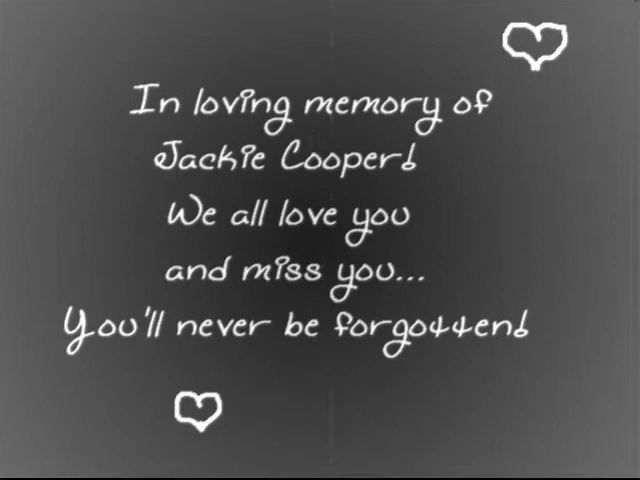 In loving memory of
Jackie Cooper!
We all love you
and miss you...
You'll never be forgotten!